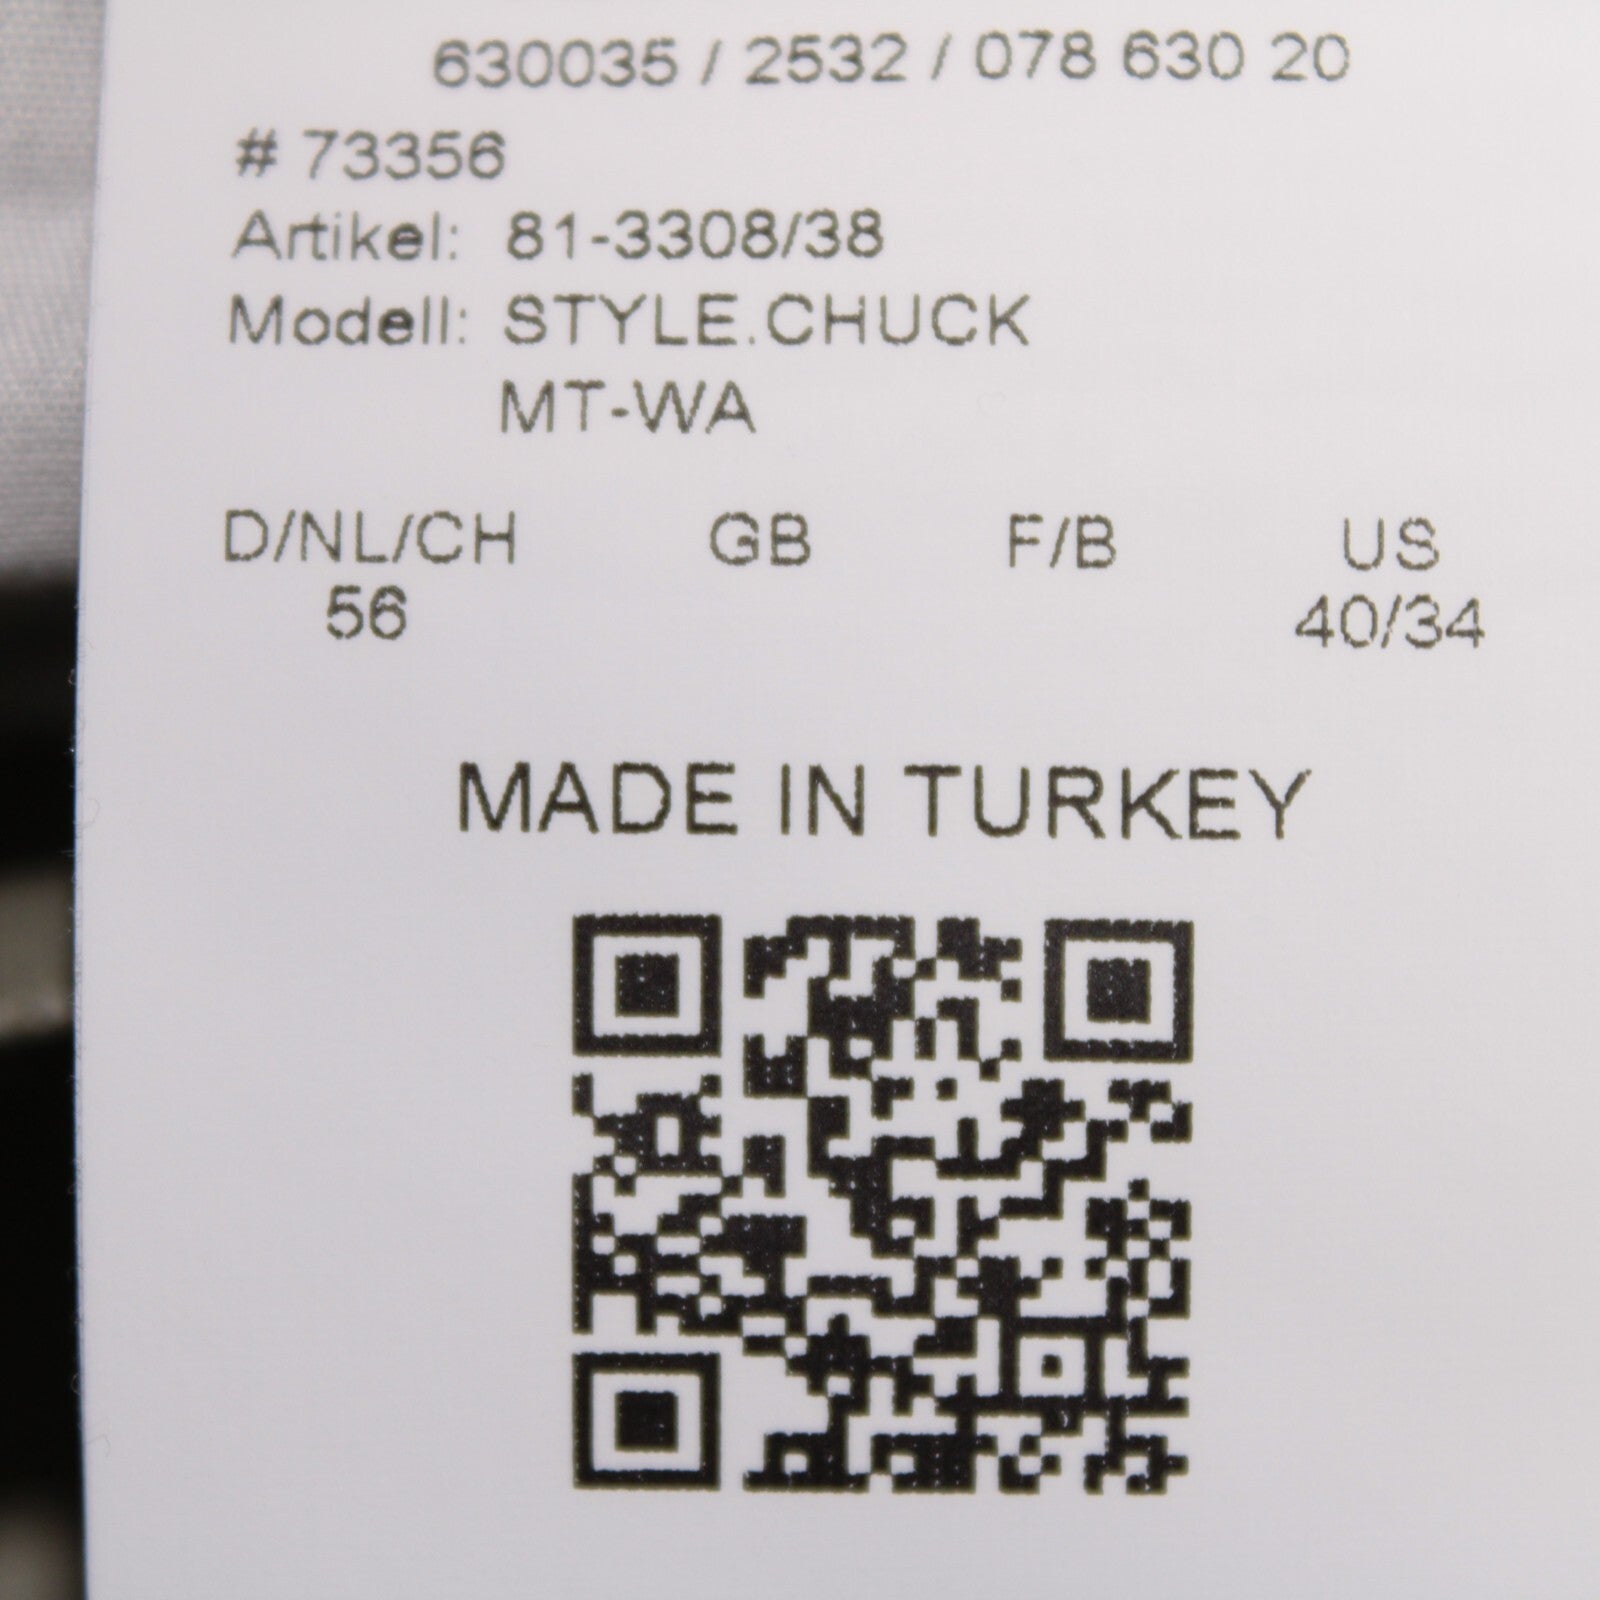 630035 / 2532 / 078 630 20
# 73356
Artikel: 81-3308/38
Modell: STYLE.CHUCK
MT-WA
D/NL/CH GB F/B US
56 40/34
MADE IN TURKEY